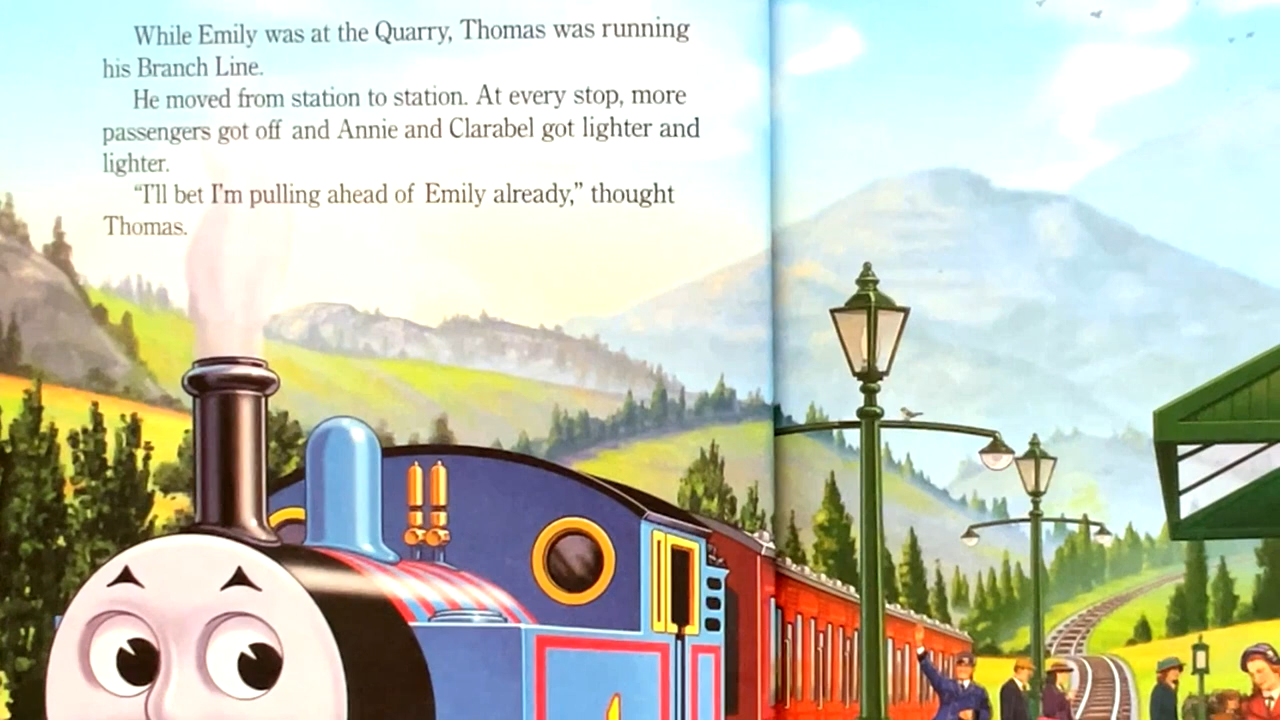 While Emily was at the Quarry, Thomas was running
his Branch Line.
He moved from station to station. At every stop, more
passengers got off and Annie and Clarabel got lighter and
lighter.
“I'll bet I'm pulling ahead of Emily already,” thought
Thomas.